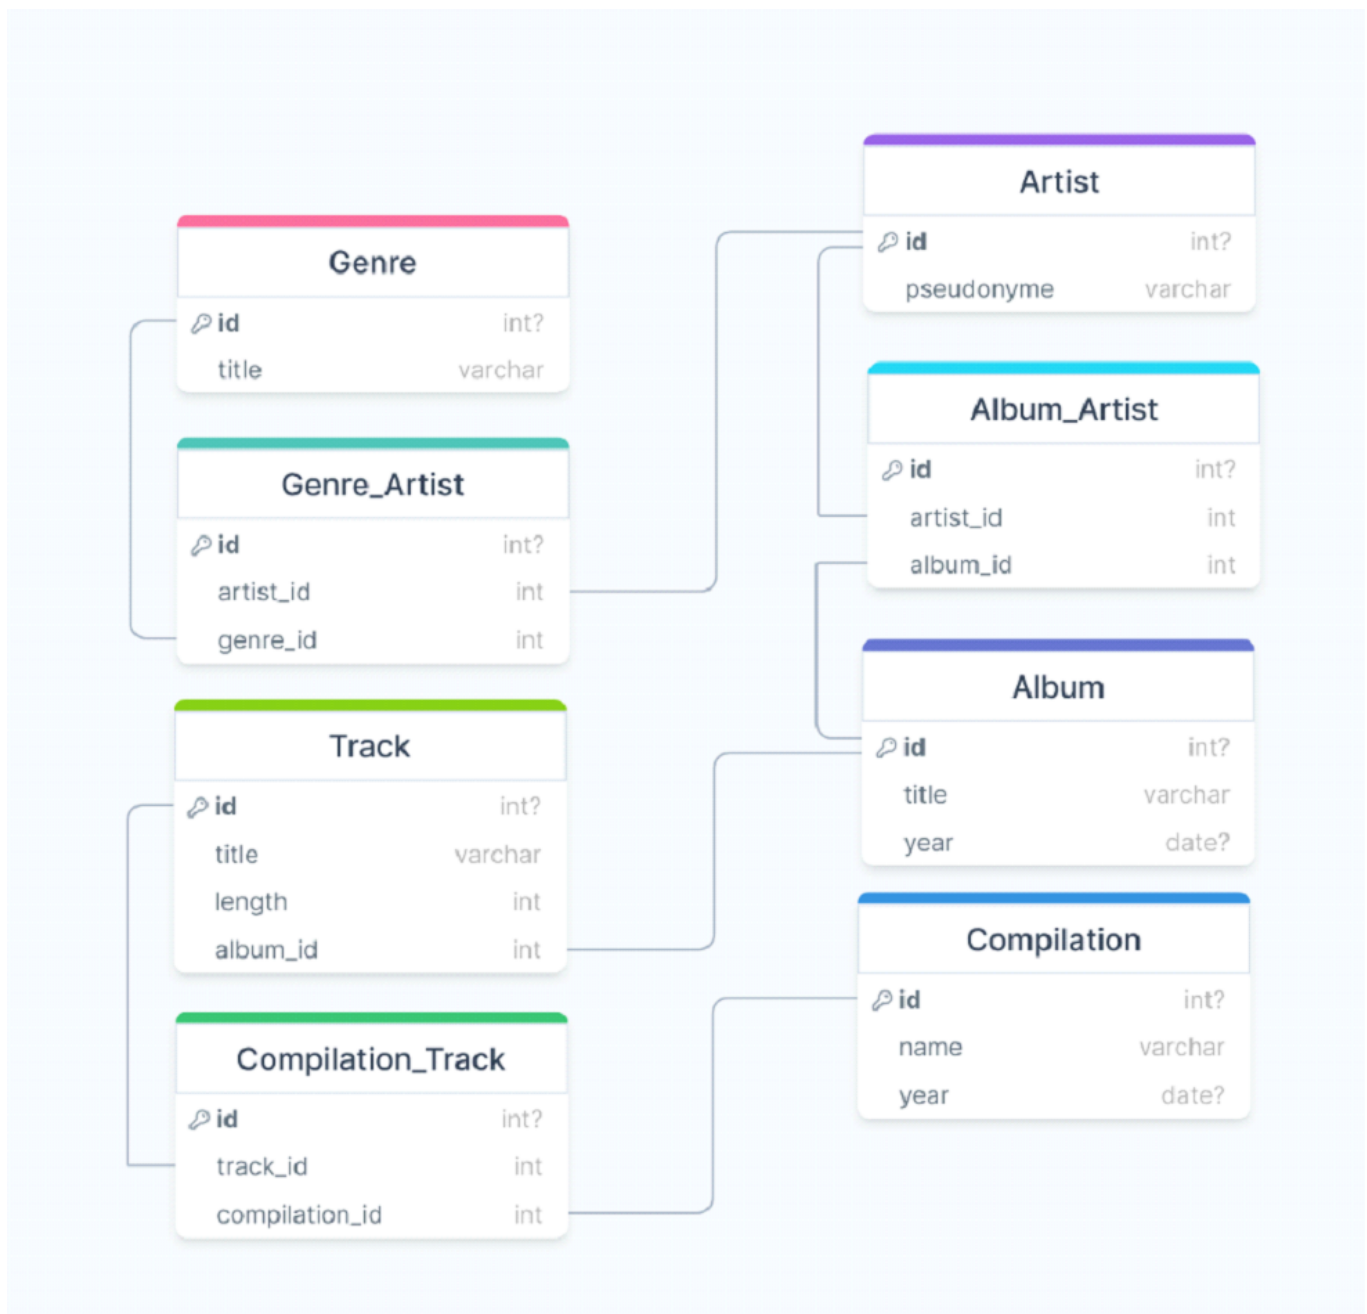 Genre
id int?
title varchar
Genre_Artist
id int?
artist_id int
genre_id int
Track
id int?
title varchar
length int
album_id int
Compilation_Track
id int?
track_id int
compilation_id int
Artist
id int?
pseudonyme varchar
Album_Artist
id int?
artist_id int
album_id int
Album
id int?
title varchar
year date?
Compilation
id int?
name varchar
year date?